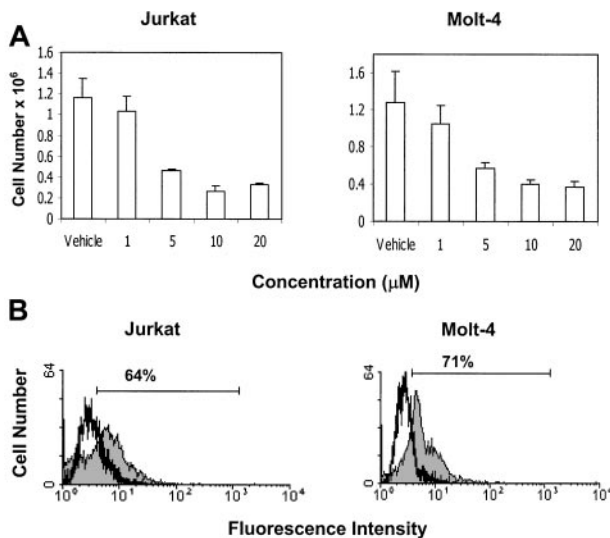 Jurkat Molt-4
A
Cell Number x 10⁶
1.6
1.4
1.2
1
0.8
0.6
0.4
0.2
0
Vehicle 1 5 10 20
1.6
1.2
0.8
0.4
0
Vehicle 1 5 10 20
Concentration (μM)
B
Jurkat Molt-4
Cell Number
64
0
64%
10⁰ 10¹ 10² 10³ 10⁴
64
0
71%
10⁰ 10¹ 10² 10³ 10⁴
Fluorescence Intensity